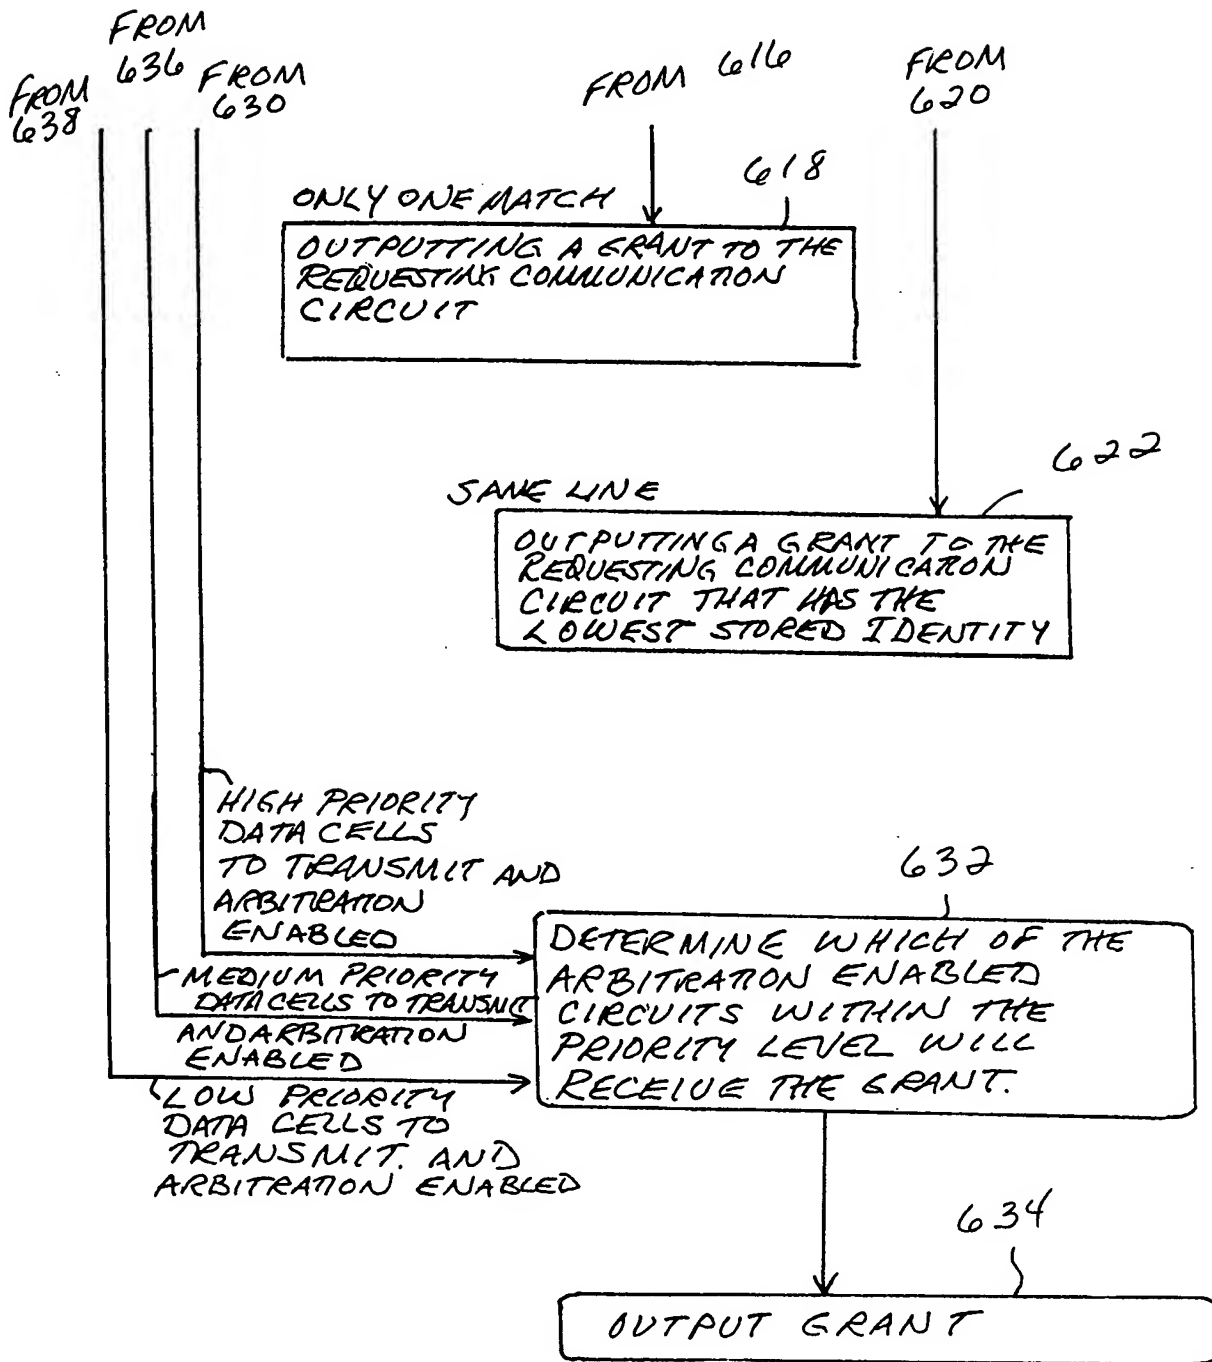 FROM
636
FROM
638
FROM
630
FROM 616
FROM
620
618
ONLY ONE MATCH
OUTPUTTING A GRANT TO THE
REQUESTING COMMUNICATION
CIRCUIT
622
SAME LINE
OUTPUTTING A GRANT TO THE
REQUESTING COMMUNICATION
CIRCUIT THAT HAS THE
LOWEST STORED IDENTITY
HIGH PRIORITY
DATA CELLS
TO TRANSMIT AND
ARBITRATION
ENABLED
MEDIUM PRIORITY
DATA CELLS TO TRANSMIT
AND ARBITRATION
ENABLED
LOW PRIORITY
DATA CELLS TO
TRANSMIT. AND
ARBITRATION ENABLED
632
DETERMINE WHICH OF THE
ARBITRATION ENABLED
CIRCUITS WITHIN THE
PRIORITY LEVEL WILL
RECEIVE THE GRANT.
634
OUTPUT GRANT